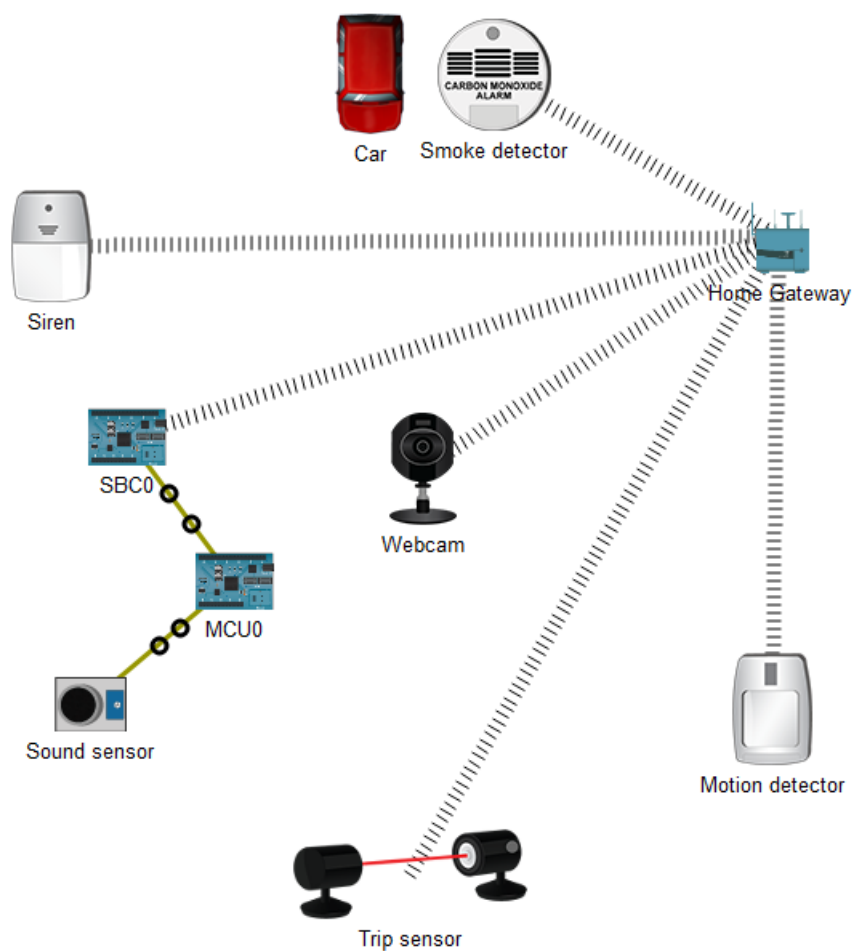 CARBON MONOXIDE
ALARM
Car
Smoke detector
Home Gateway
Siren
SBC0
Webcam
MCU0
Sound sensor
Motion detector
Trip sensor